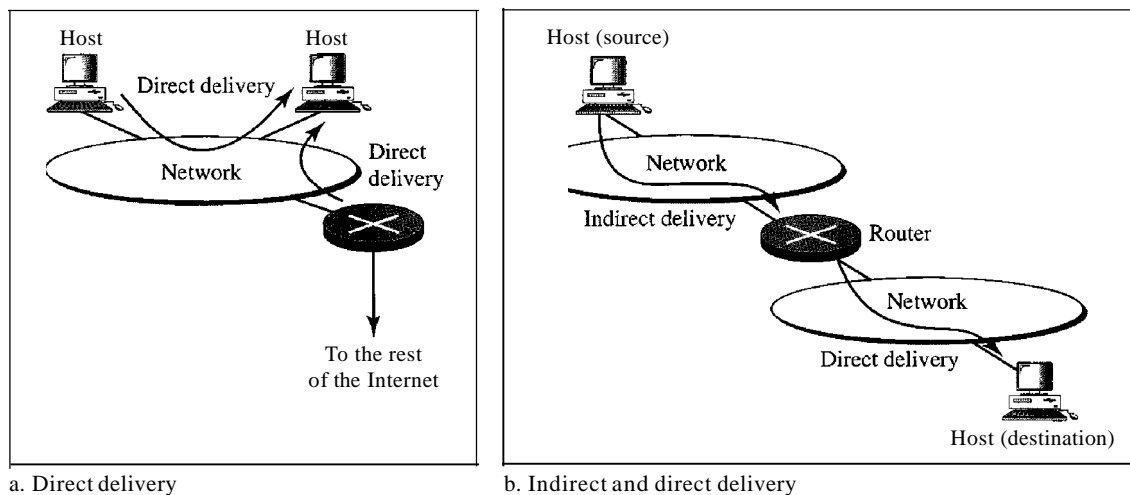 Host
Host
Direct delivery
Network
Direct
delivery
To the rest
of the Internet
a. Direct delivery
Host (source)
Network
Indirect delivery
Router
Network
Direct delivery
Host (destination)
b. Indirect and direct delivery